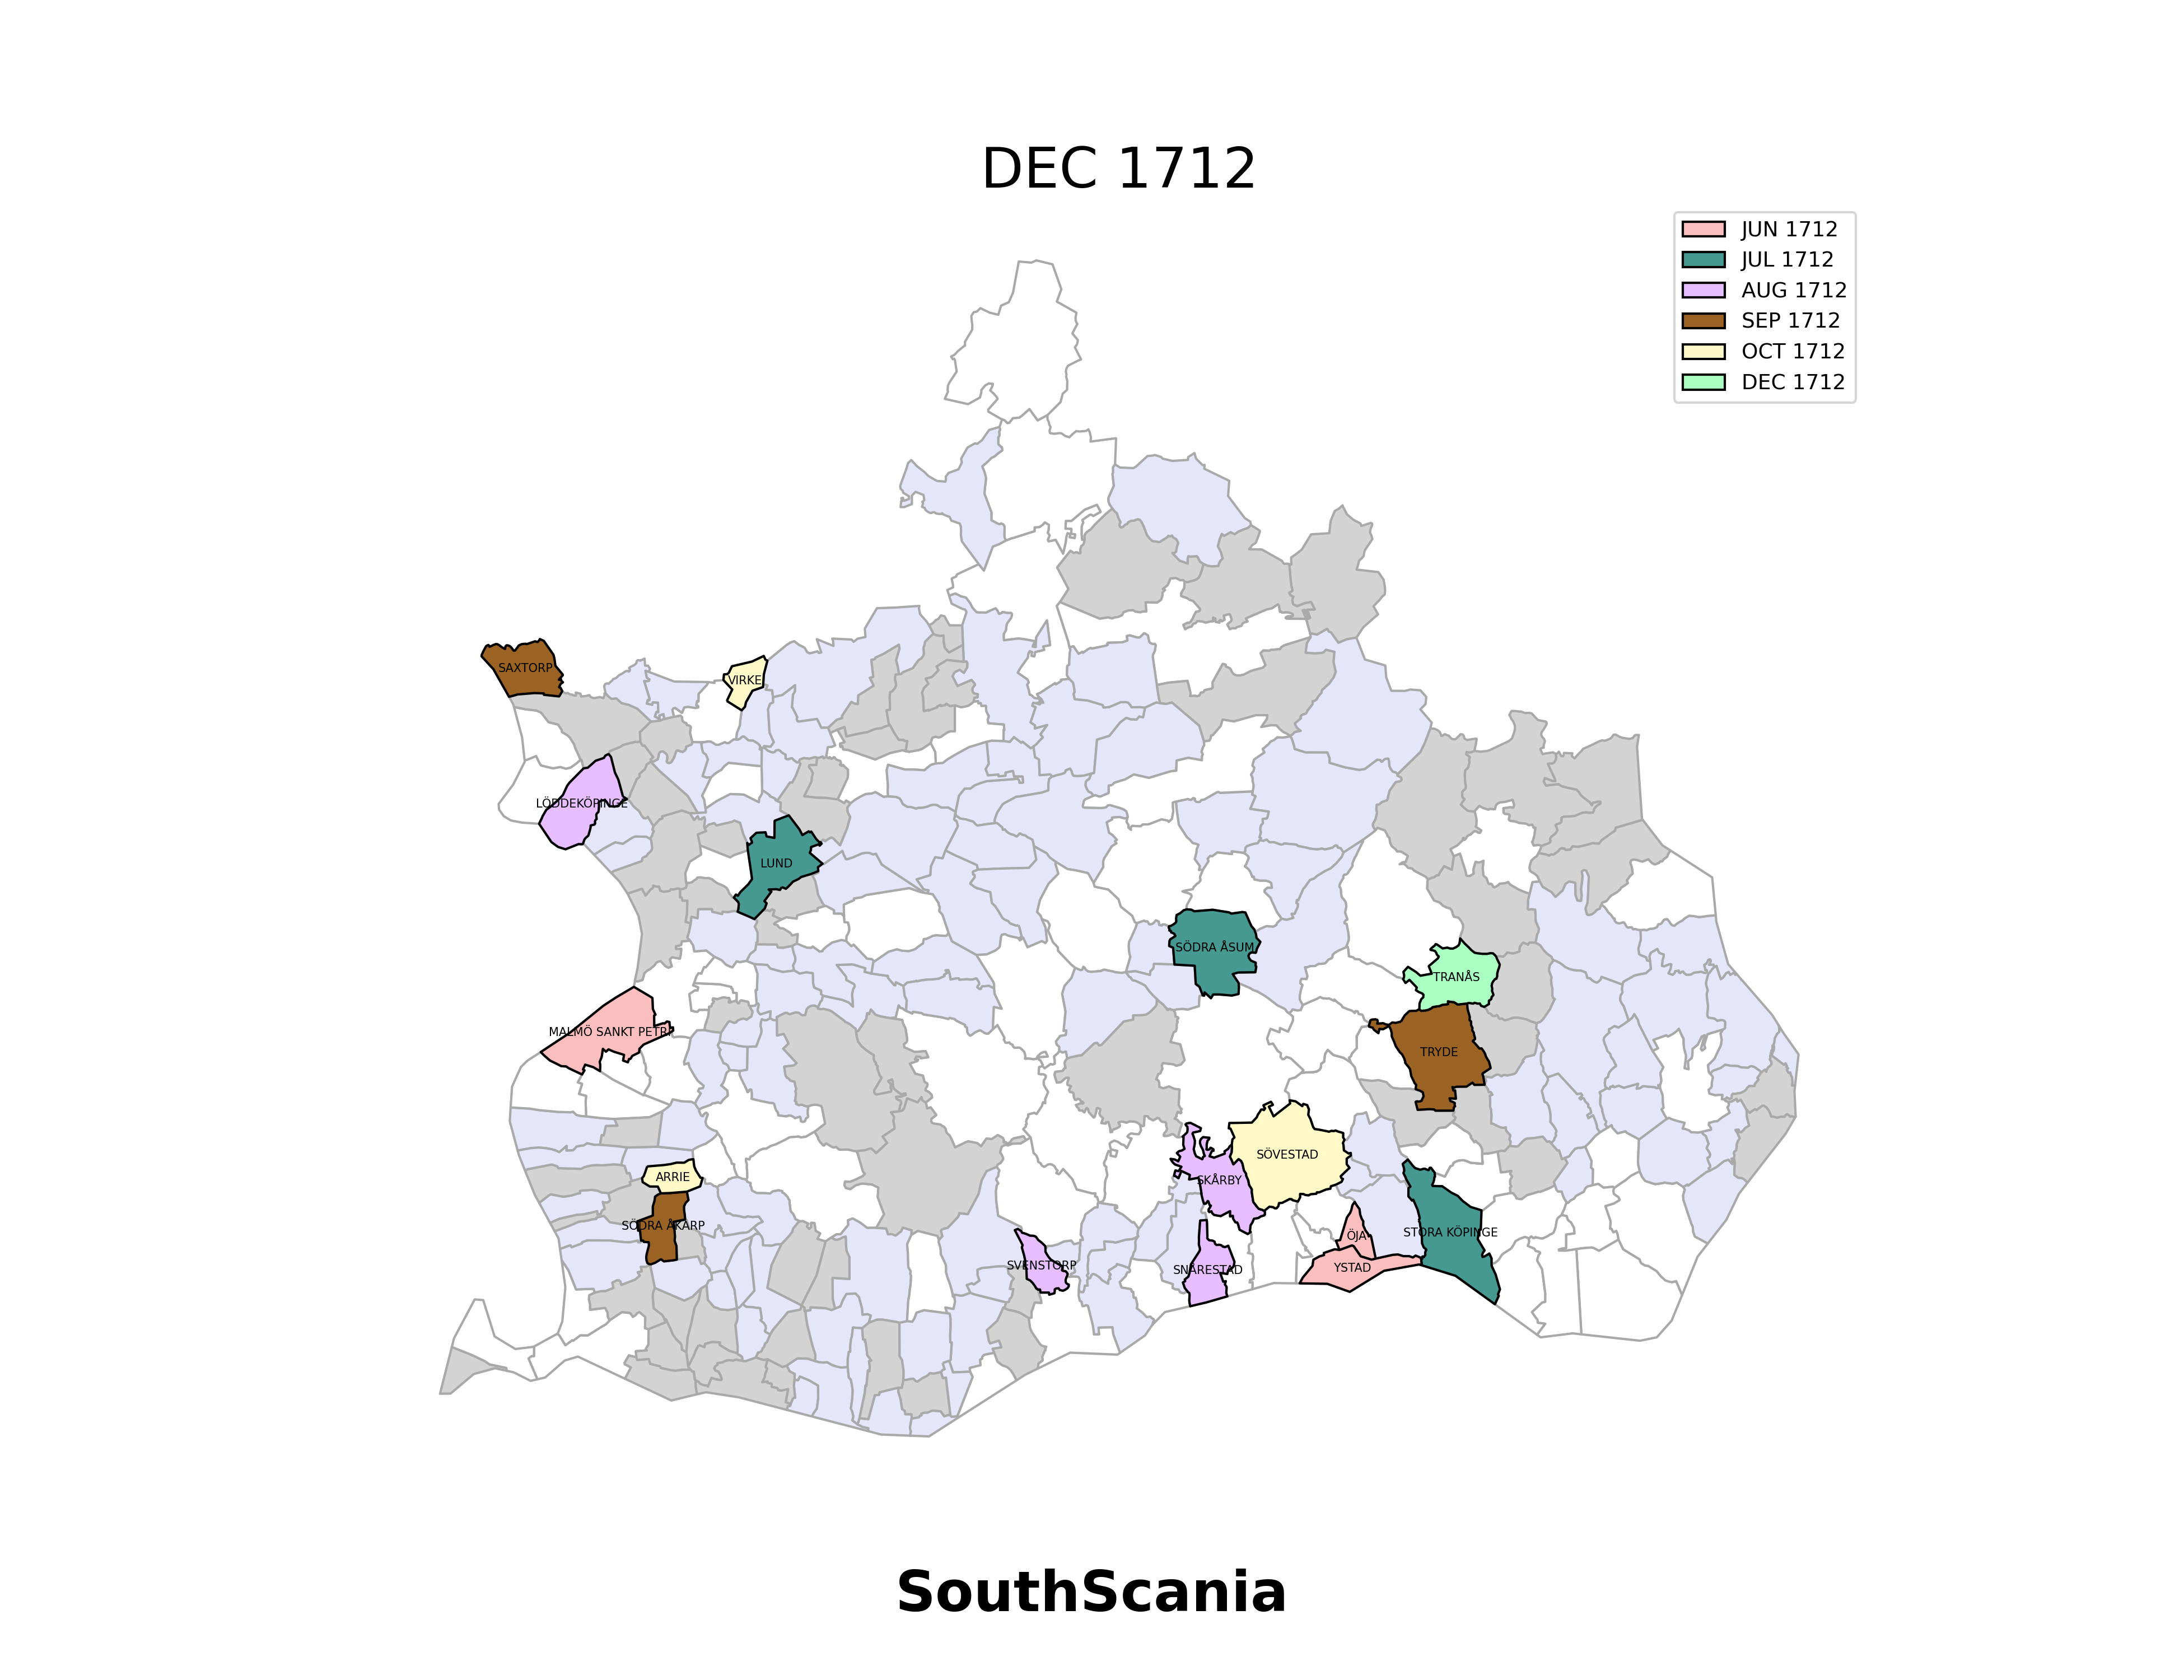 DEC 1712
JUN 1712
JUL 1712
AUG 1712
SEP 1712
OCT 1712
DEC 1712
SAXTORP
VIRKE
LÖDDEKÖPINGE
LUND
SÖDRA ÅSUM
TRANÅS
MALMÖ SANKT PETRI
TRYDE
SÖVESTAD
ARRIE
SKÅRBY
SÖDRA ÅKARP
STORA KÖPINGE
ÖJA
SVENSTORP
YSTAD
SNÅRESTAD
SouthScania